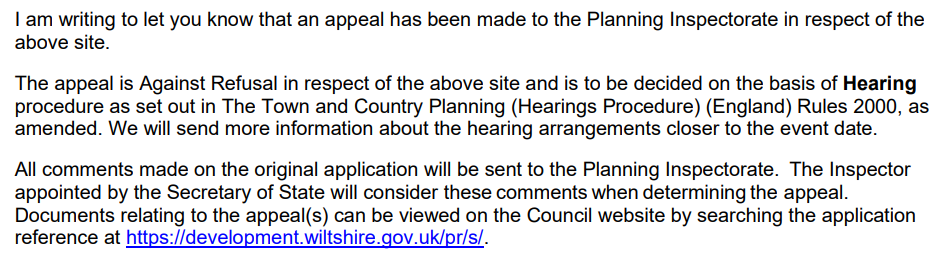 I am writing to let you know that an appeal has been made to the Planning Inspectorate in respect of the
above site.
The appeal is Against Refusal in respect of the above site and is to be decided on the basis of Hearing
procedure as set out in The Town and Country Planning (Hearings Procedure) (England) Rules 2000, as
amended. We will send more information about the hearing arrangements closer to the event date.
All comments made on the original application will be sent to the Planning Inspectorate.  The Inspector
appointed by the Secretary of State will consider these comments when determining the appeal.
Documents relating to the appeal(s) can be viewed on the Council website by searching the application
reference at https://development.wiltshire.gov.uk/pr/s/.